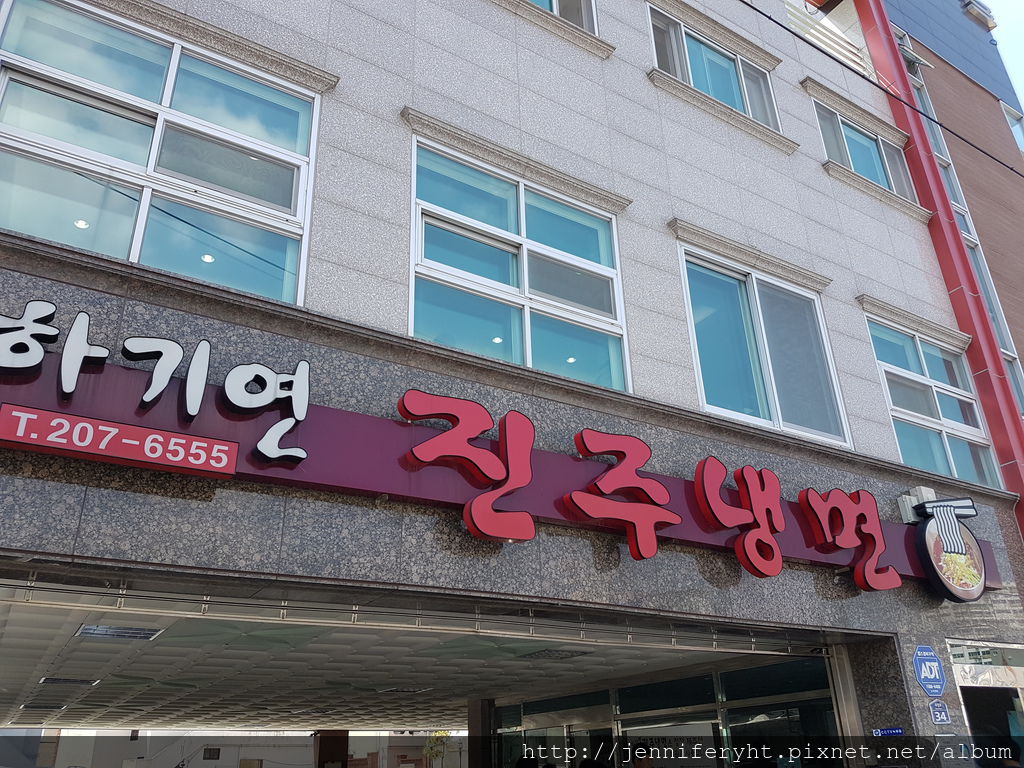 하기연 진주냉면
T. 207-6555
ADT
34
http://jenniferyht.pixnet.net/album